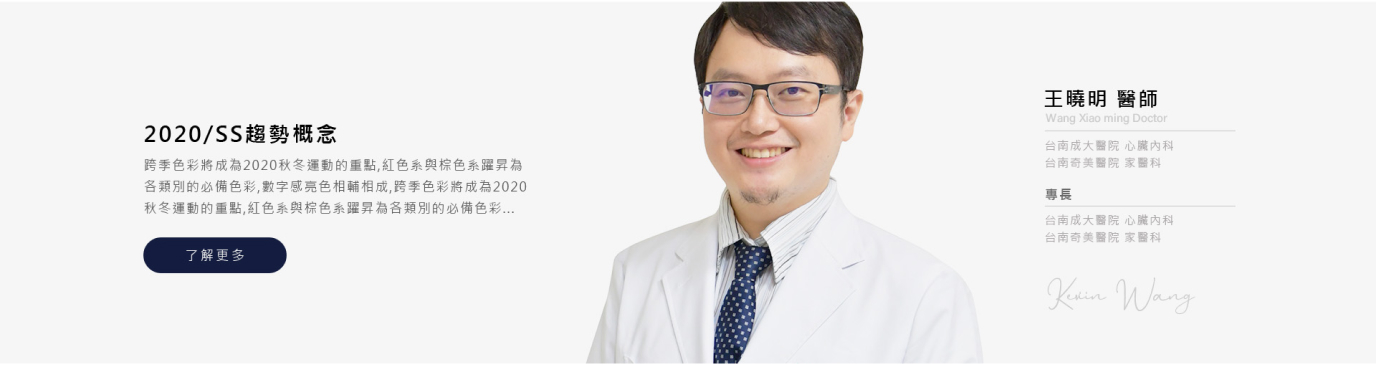 2020/SS趨勢概念
跨季色彩將成為2020秋冬運動的重點,紅色系與棕色系躍昇為
各類別的必備色彩,數字感亮色相輔相成,跨季色彩將成為2020
秋冬運動的重點,紅色系與棕色系躍昇為各類別的必備色彩...
了解更多
王曉明 醫師
Wang Xiao ming Doctor
台南成大醫院 心臟內科
台南奇美醫院 家醫科
專長
台南成大醫院 心臟內科
台南奇美醫院 家醫科
Kevin Wang